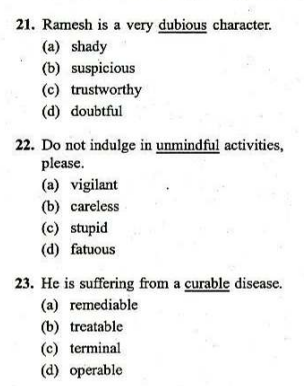 21. Ramesh is a very dubious character.
(a) shady
(b) suspicious
(c) trustworthy
(d) doubtful
22. Do not indulge in unmindful activities,
please.
(a) vigilant
(b) careless
(c) stupid
(d) fatuous
23. He is suffering from a curable disease.
(a) remediable
(b) treatable
(c) terminal
(d) operable